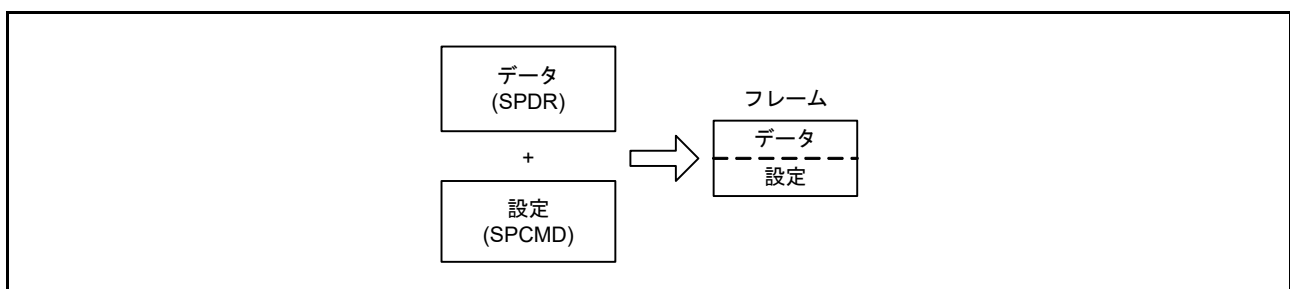 データ
(SPDR)
+
設定
(SPCMD)
フレーム
データ
設定